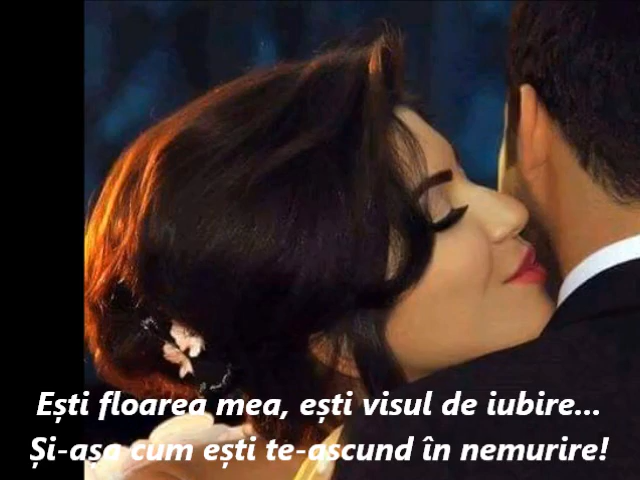 Ești floarea mea, ești visul de iubire...
Și-așa cum ești te-ascund în nemurire!